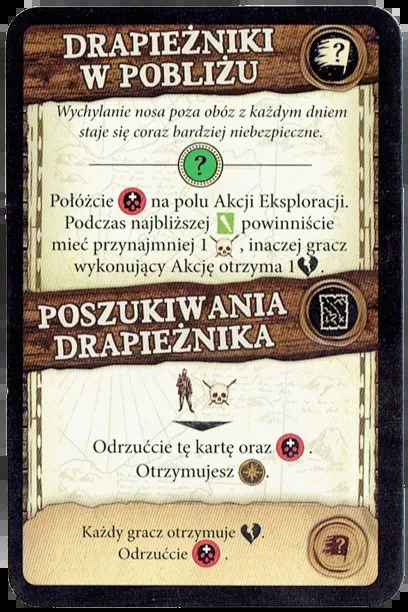 DRAPIEŻNIKI
W POBLIŻU
?
Wychylanie nosa poza obóz z każdym dniem
staje się coraz bardziej niebezpieczne.
?
Połóżcie na polu Akcji Eksploracji.
Podczas najbliższej powinniście
mieć przynajmniej 1 , inaczej gracz
wykonujący Akcję otrzyma 1 .
POSZUKIWANIA
DRAPIEŻNIKA
Odrzućcie tę kartę oraz .
Otrzymujesz .
Każdy gracz otrzymuje .
Odrzućcie .
?